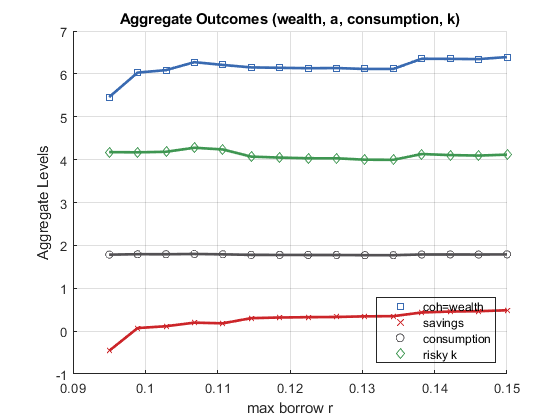 Aggregate Outcomes (wealth, a, consumption, k)
7
6
5
4
3
2
1
0
-1
Aggregate Levels
coh=wealth
savings
consumption
risky k
0.09 0.1 0.11 0.12 0.13 0.14 0.15
max borrow r